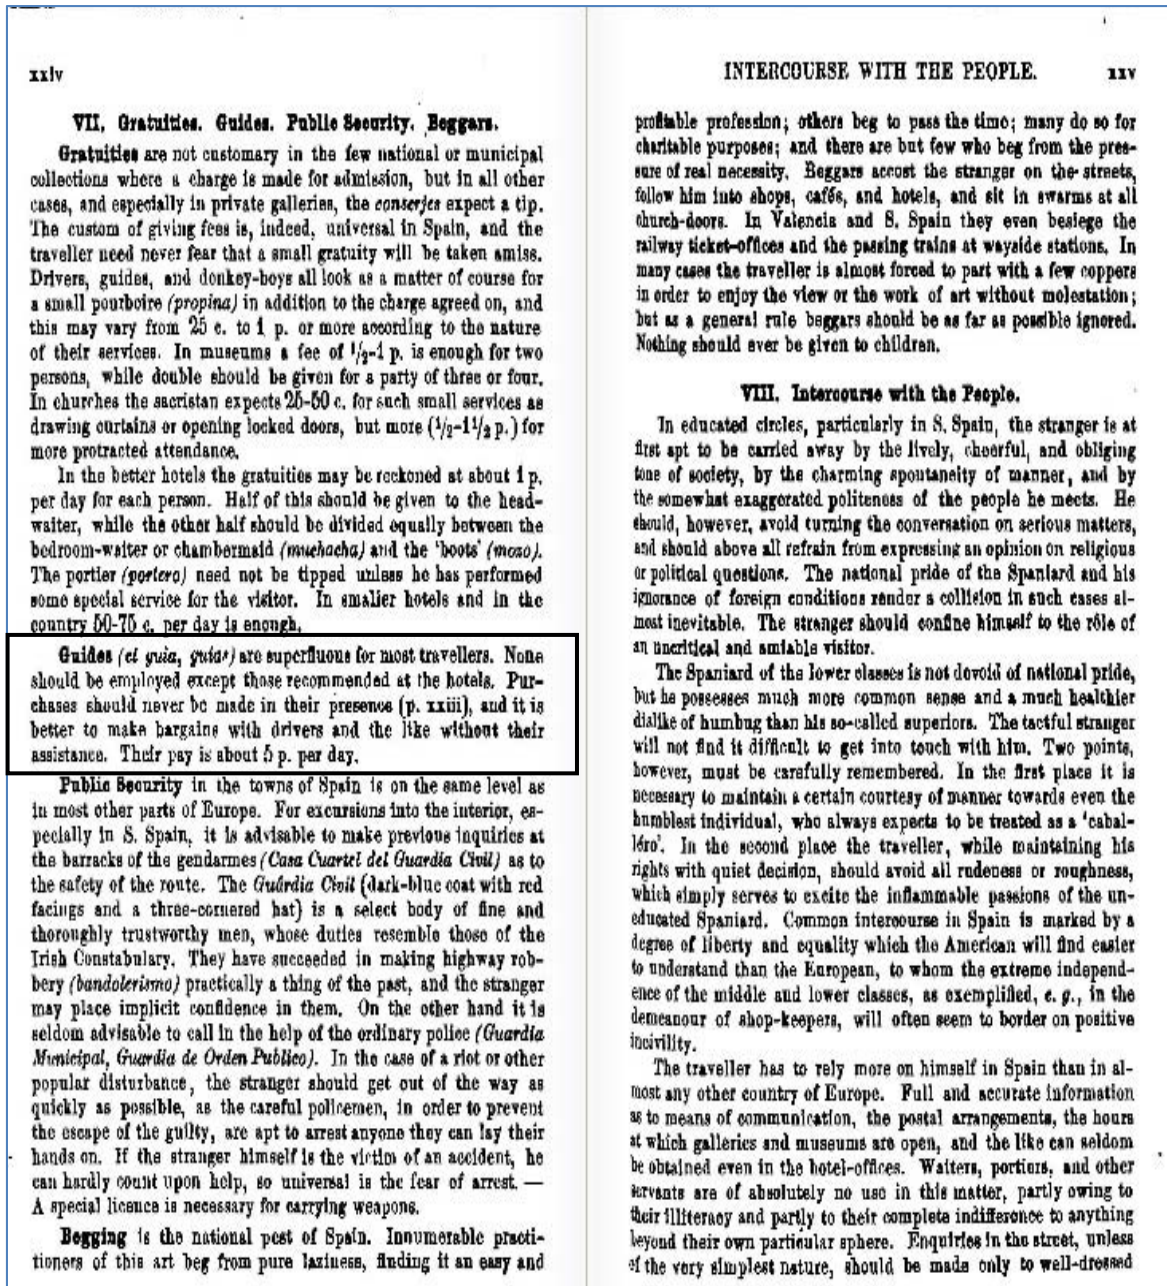 xxiv
VII. Gratuities. Guides. Public Security. Beggars.
Gratuities are not customary in the few national or municipal
collections where a charge is made for admission, but in all other
cases, and especially in private galleries, the conserjes expect a tip.
The custom of giving fees is, indeed, universal in Spain, and the
traveller need never fear that a small gratuity will be taken amiss.
Drivers, guides, and donkey-boys all look as a matter of course for
a small pourboire (propina) in addition to the charge agreed on, and
this may vary from 25 c. to 1 p. or more according to the nature
of their services. In museums a fee of 1/2-1 p. is enough for two
persons, while double should be given for a party of three or four.
In churches the sacristan expects 25-50 c. for such small services as
drawing curtains or opening locked doors, but more (1/2-1 1/2 p.) for
more protracted attendance.
In the better hotels the gratuities may be reckoned at about 1 p.
per day for each person. Half of this should be given to the head-
waiter, while the other half should be divided equally between the
bedroom-waiter or chambermaid (muchacha) and the 'boots' (mozo).
The portier (portero) need not be tipped unless he has performed
some special service for the visitor. In smaller hotels and in the
country 50-75 c. per day is enough.
Guides (el guia, guias) are superfluous for most travellers. None
should be employed except those recommended at the hotels. Pur-
chases should never be made in their presence (p. xxiii), and it is
better to make bargains with drivers and the like without their
assistance. Their pay is about 5 p. per day.
Public Security in the towns of Spain is on the same level as
in most other parts of Europe. For excursions into the interior, es-
pecially in S. Spain, it is advisable to make previous inquiries at
the barracks of the gendarmes (Casa Cuartel del Guardia Civil) as to
the safety of the route. The Guárdia Civil (dark-blue coat with red
facings and a three-cornered hat) is a select body of fine and
thoroughly trustworthy men, whose duties resemble those of the
Irish Constabulary. They have succeeded in making highway rob-
bery (bandolerismo) practically a thing of the past, and the stranger
may place implicit confidence in them. On the other hand it is
seldom advisable to call in the help of the ordinary police (Guardia
Municipal, Guardia de Orden Publico). In the case of a riot or other
popular disturbance, the stranger should get out of the way as
quickly as possible, as the careful policemen, in order to prevent
the escape of the guilty, are apt to arrest anyone they can lay their
hands on. If the stranger himself is the victim of an accident, he
can hardly count upon help, so universal is the fear of arrest. —
A special licence is necessary for carrying weapons.
Begging is the national pest of Spain. Innumerable practi-
tioners of this art beg from pure laziness, finding it an easy and
INTERCOURSE WITH THE PEOPLE. xxv
profitable profession; others beg to pass the time; many do so for
charitable purposes; and there are but few who beg from the pres-
sure of real necessity. Beggars accost the stranger on the streets,
follow him into shops, cafés, and hotels, and sit in swarms at all
church-doors. In Valencia and S. Spain they even besiege the
railway ticket-offices and the passing trains at wayside stations. In
many cases the traveller is almost forced to part with a few coppers
in order to enjoy the view or the work of art without molestation;
but as a general rule beggars should be as far as possible ignored.
Nothing should ever be given to children.
VIII. Intercourse with the People.
In educated circles, particularly in S. Spain, the stranger is at
first apt to be carried away by the lively, cheerful, and obliging
tone of society, by the charming spontaneity of manner, and by
the somewhat exaggerated politeness of the people he meets. He
should, however, avoid turning the conversation on serious matters,
and should above all refrain from expressing an opinion on religious
or political questions. The national pride of the Spaniard and his
ignorance of foreign conditions render a collision in such cases al-
most inevitable. The stranger should confine himself to the rôle of
an uncritical and amiable visitor.
The Spaniard of the lower classes is not devoid of national pride,
but he possesses much more common sense and a much healthier
dislike of humbug than his so-called superiors. The tactful stranger
will not find it difficult to get into touch with him. Two points,
however, must be carefully remembered. In the first place it is
necessary to maintain a certain courtesy of manner towards even the
humblest individual, who always expects to be treated as a 'cabal-
léro'. In the second place the traveller, while maintaining his
rights with quiet decision, should avoid all rudeness or roughness,
which simply serves to excite the inflammable passions of the un-
educated Spaniard. Common intercourse in Spain is marked by a
degree of liberty and equality which the American will find easier
to understand than the European, to whom the extreme independ-
ence of the middle and lower classes, as exemplified, e. g., in the
demeanour of shop-keepers, will often seem to border on positive
incivility.
The traveller has to rely more on himself in Spain than in al-
most any other country of Europe. Full and accurate information
as to means of communication, the postal arrangements, the hours
at which galleries and museums are open, and the like can seldom
be obtained even in the hotel-offices. Waiters, portiers, and other
servants are of absolutely no use in this matter, partly owing to
their illiteracy and partly to their complete indifference to anything
beyond their own particular sphere. Enquiries in the street, unless
of the very simplest nature, should be made only to well-dressed